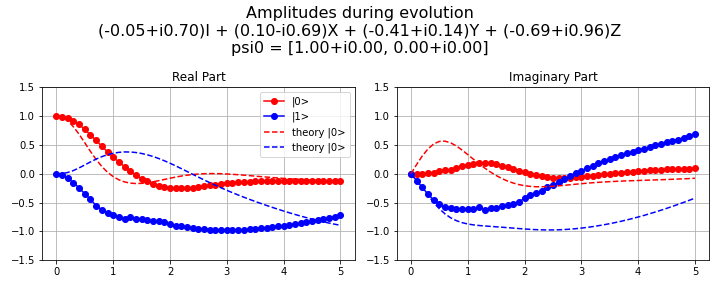 Amplitudes during evolution
(-0.05+i0.70)I + (0.10-i0.69)X + (-0.41+i0.14)Y + (-0.69+i0.96)Z
psi0 = [1.00+i0.00, 0.00+i0.00]
Real Part
1.5
1.0
0.5
0.0
−0.5
−1.0
−1.5
0 1 2 3 4 5
|0>
|1>
theory |0>
theory |0>
Imaginary Part
1.5
1.0
0.5
0.0
−0.5
−1.0
−1.5
0 1 2 3 4 5